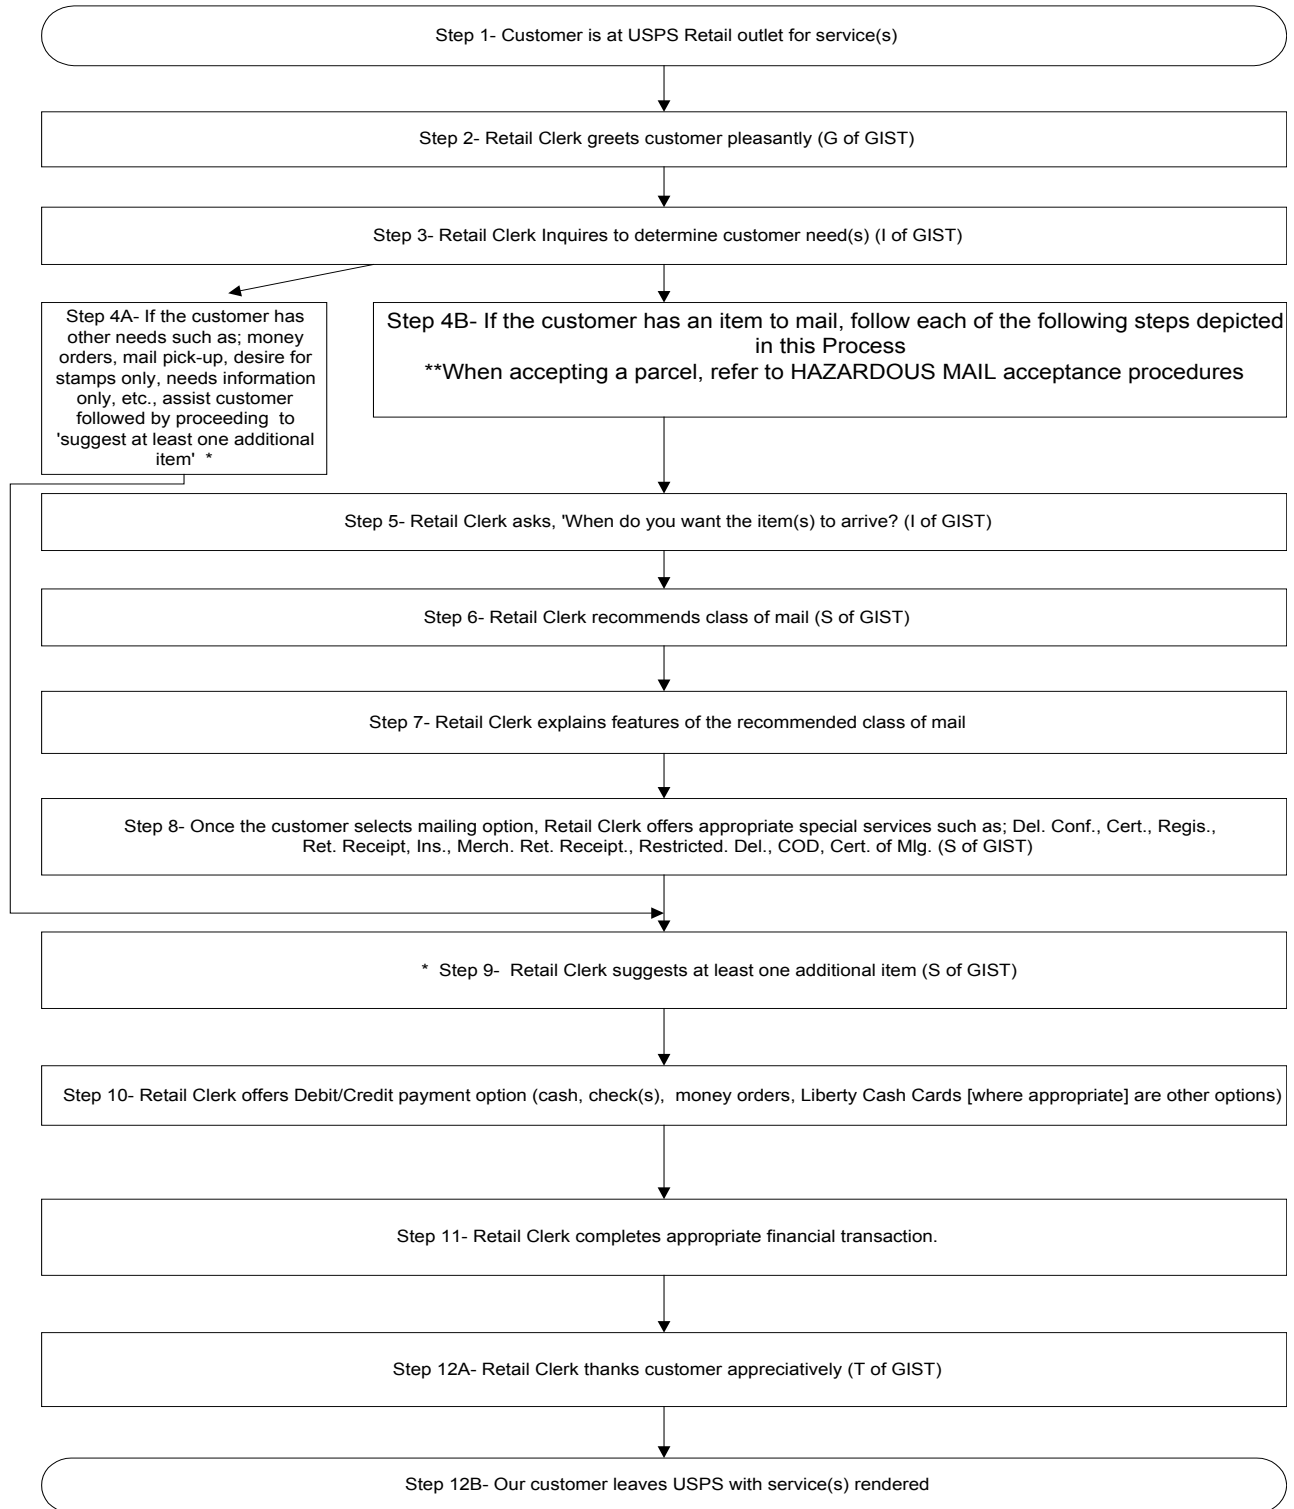 Step 1- Customer is at USPS Retail outlet for service(s)
Step 2- Retail Clerk greets customer pleasantly (G of GIST)
Step 3- Retail Clerk Inquires to determine customer need(s) (I of GIST)
Step 4A- If the customer has
other needs such as; money
orders, mail pick-up, desire for
stamps only, needs information
only, etc., assist customer
followed by proceeding  to
'suggest at least one additional
item'  *
Step 4B- If the customer has an item to mail, follow each of the following steps depicted
in this Process
**When accepting a parcel, refer to HAZARDOUS MAIL acceptance procedures
Step 5- Retail Clerk asks, 'When do you want the item(s) to arrive? (I of GIST)
Step 6- Retail Clerk recommends class of mail (S of GIST)
Step 7- Retail Clerk explains features of the recommended class of mail
Step 8- Once the customer selects mailing option, Retail Clerk offers appropriate special services such as; Del. Conf., Cert., Regis.,
Ret. Receipt, Ins., Merch. Ret. Receipt., Restricted. Del., COD, Cert. of Mlg. (S of GIST)
*  Step 9-  Retail Clerk suggests at least one additional item (S of GIST)
Step 10- Retail Clerk offers Debit/Credit payment option (cash, check(s),  money orders, Liberty Cash Cards [where appropriate] are other options)
Step 11- Retail Clerk completes appropriate financial transaction.
Step 12A- Retail Clerk thanks customer appreciatively (T of GIST)
Step 12B- Our customer leaves USPS with service(s) rendered